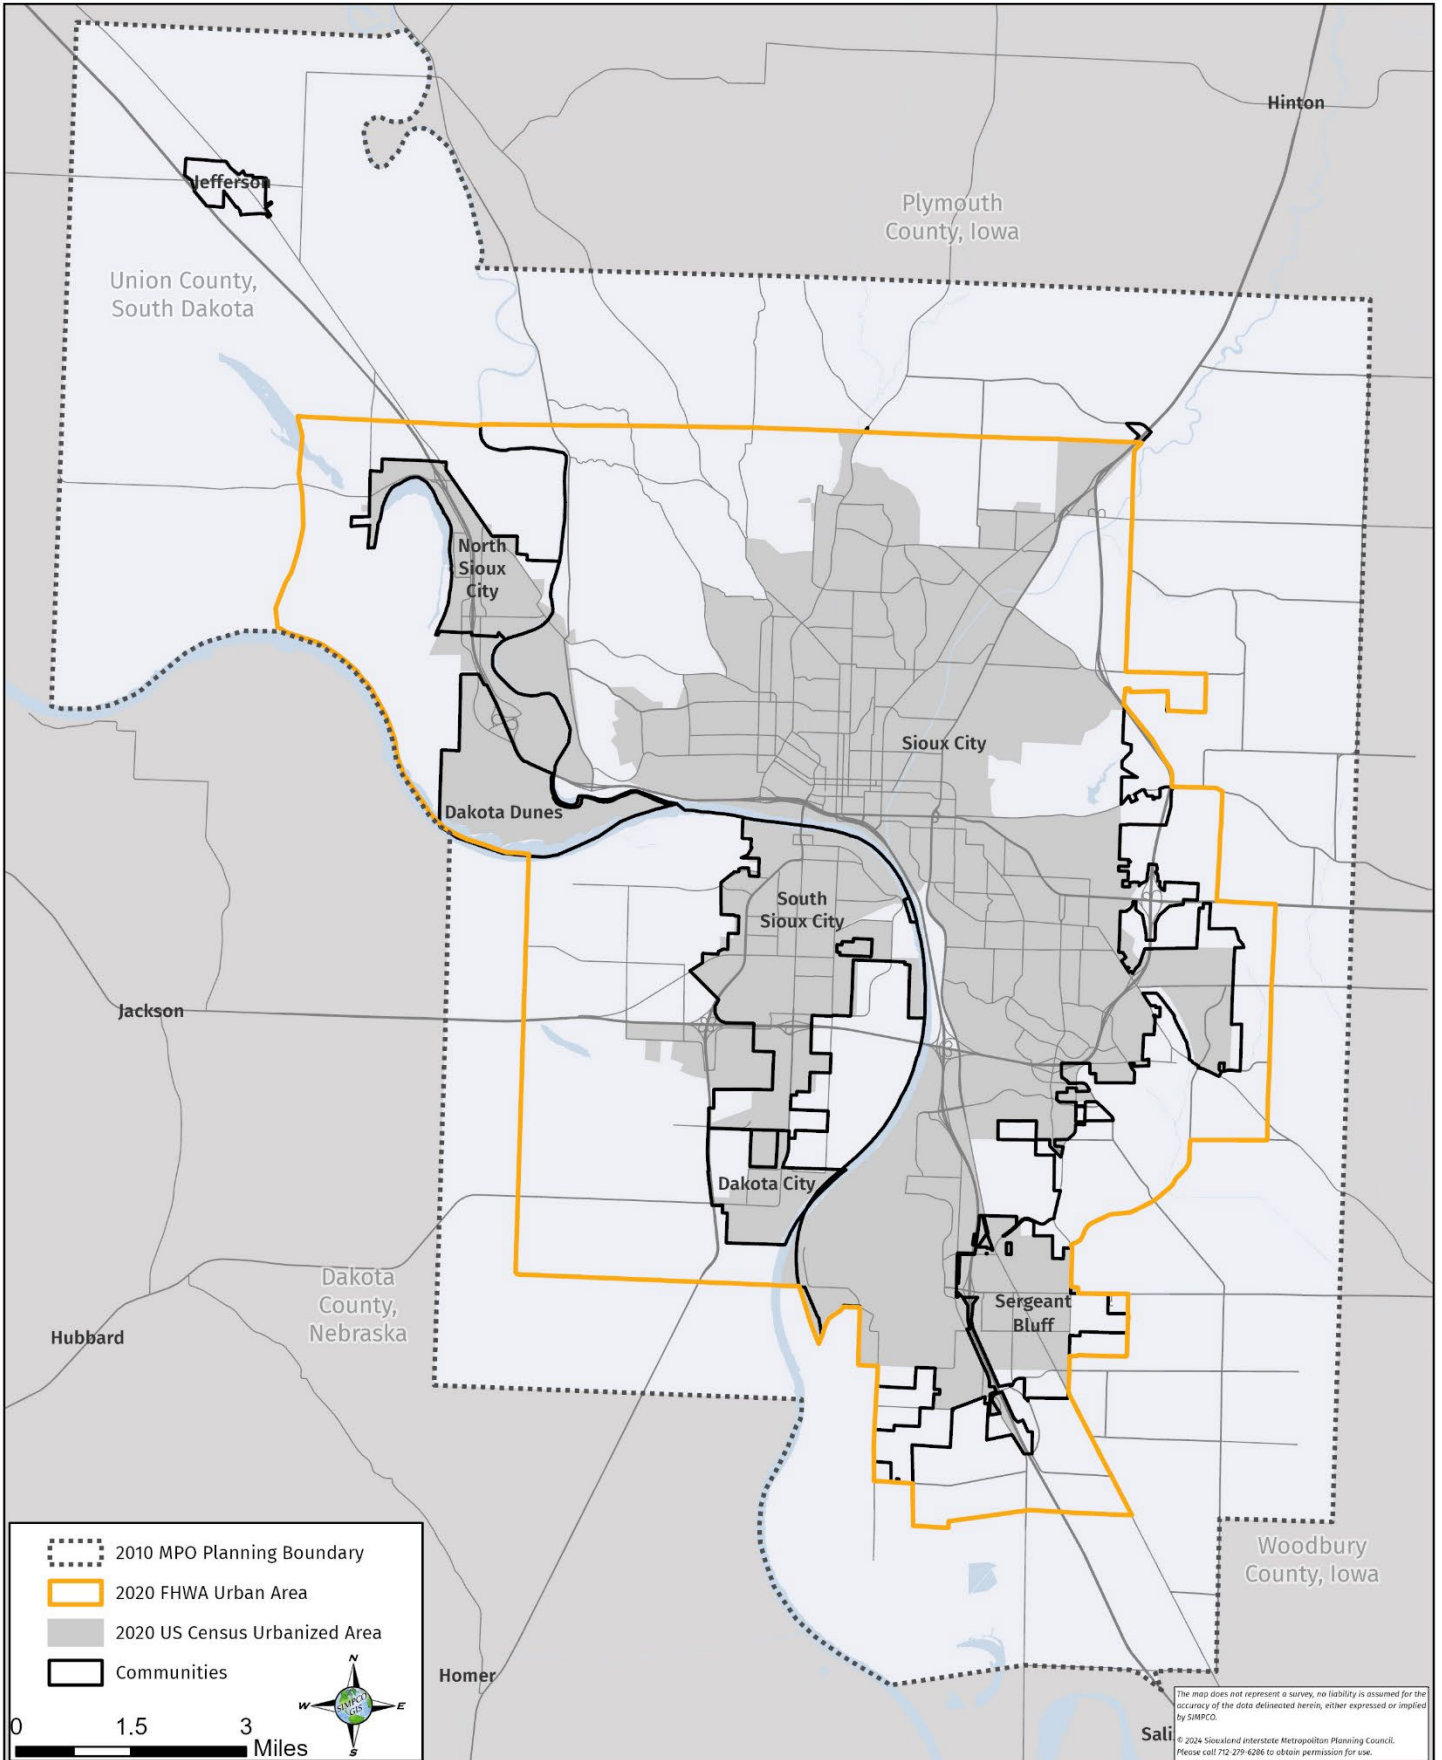 Hinton
Jefferson
Plymouth
County, Iowa
Union County,
South Dakota
North
Sioux
City
Sioux City
Dakota Dunes
South
Sioux City
Jackson
Dakota City
Dakota
County,
Nebraska
Sergeant
Bluff
Hubbard
Woodbury
County, Iowa
2010 MPO Planning Boundary
2020 FHWA Urban Area
2020 US Census Urbanized Area
Communities
N
W
E
S
SIMPCO
GIS
0 1.5 3
Miles
Homer
Sali
The map does not represent a survey, no liability is assumed for the
accuracy of the data delineated herein, either expressed or implied
by SIMPCO.
© 2024 Siouxland Interstate Metropolitan Planning Council.
Please call 712-279-6286 to obtain permission for use.